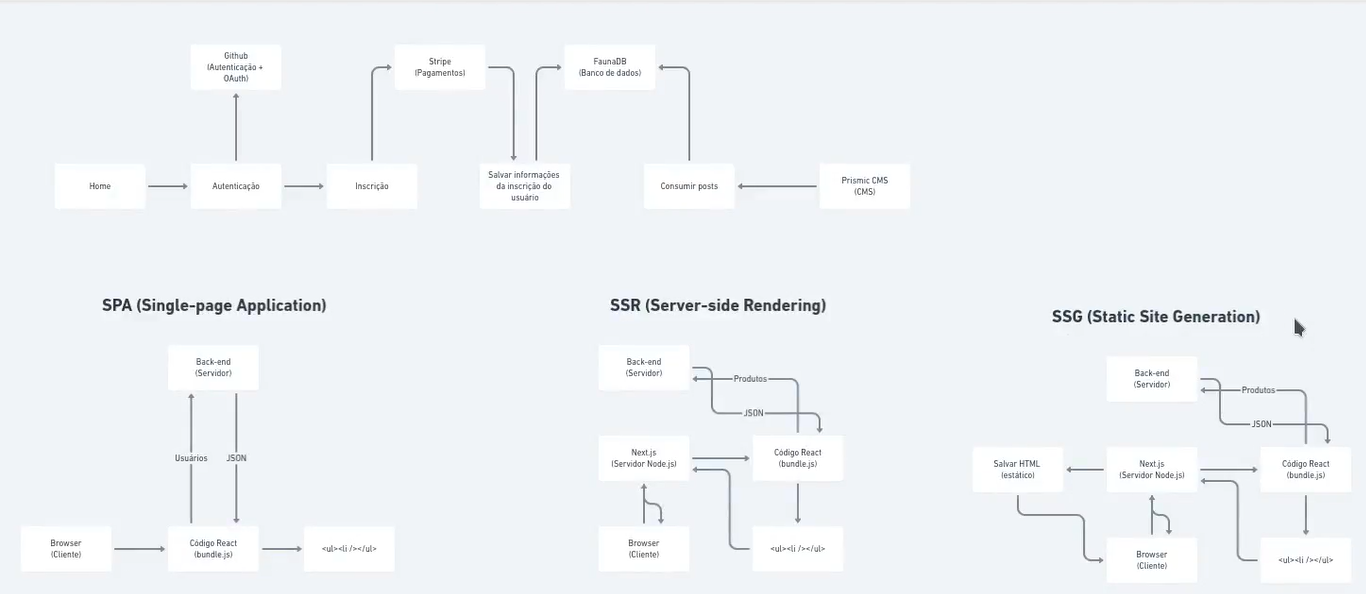 Github
(Autenticação +
OAuth)
Stripe
(Pagamentos)
FaunaDB
(Banco de dados)
Home
Autenticação
Inscrição
Salvar informações
da inscrição do
usuário
Consumir posts
Prismic CMS
(CMS)
SPA (Single-page Application)
Back-end
(Servidor)
Usuários
JSON
Browser
(Cliente)
Código React
(bundle.js)
<ul><li /></ul>
SSR (Server-side Rendering)
Back-end
(Servidor)
Produtos
JSON
Next.js
(Servidor Node.js)
Código React
(bundle.js)
Browser
(Cliente)
<ul><li /></ul>
SSG (Static Site Generation)
Back-end
(Servidor)
Produtos
JSON
Salvar HTML
(estático)
Next.js
(Servidor Node.js)
Código React
(bundle.js)
Browser
(Cliente)
<ul><li /></ul>